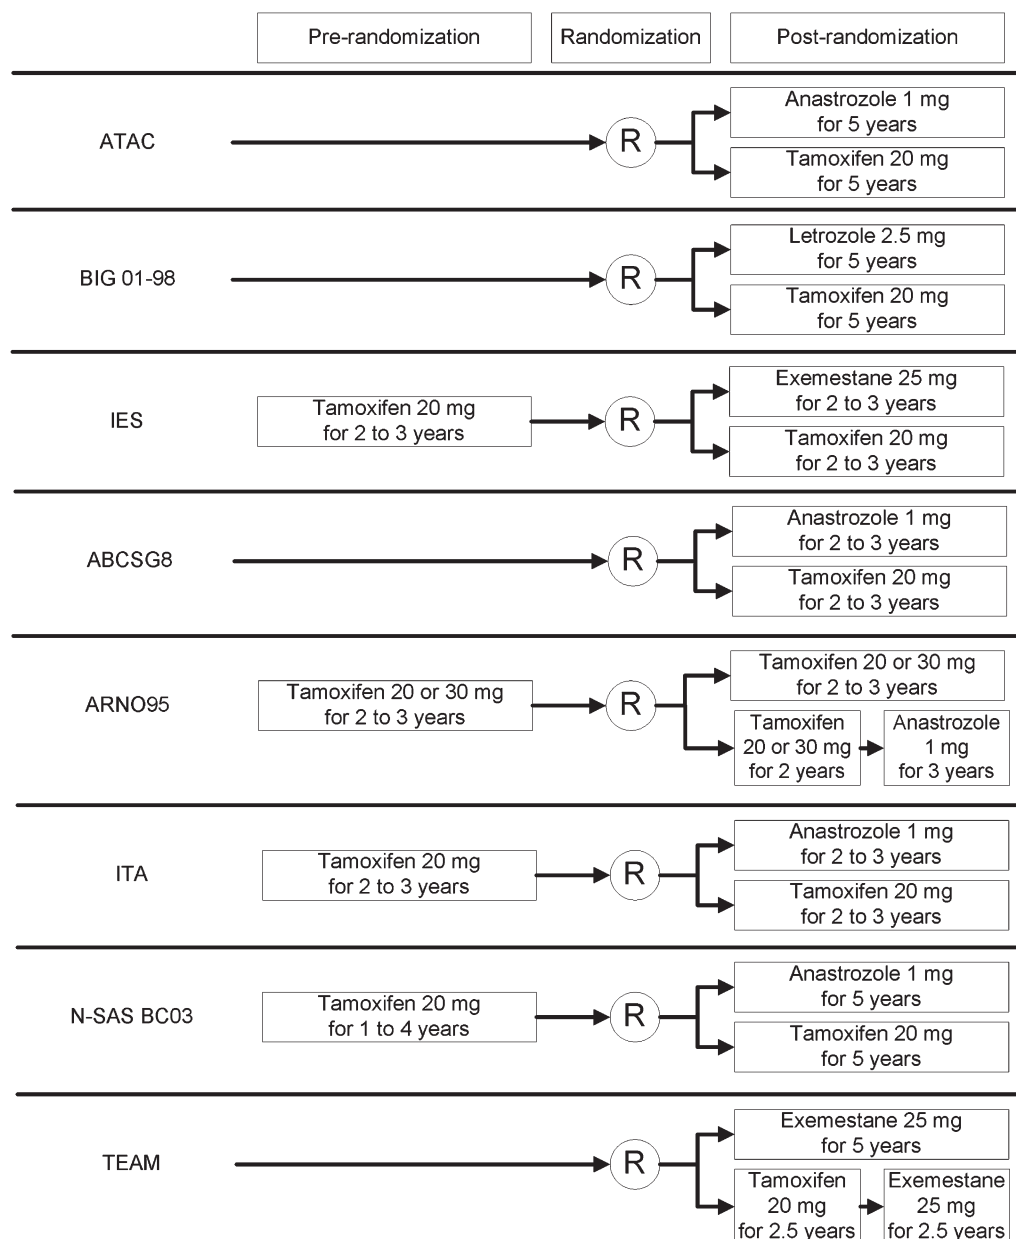 Pre-randomization
Randomization
Post-randomization
ATAC
R
Anastrozole 1 mg
for 5 years
Tamoxifen 20 mg
for 5 years
BIG 01-98
R
Letrozole 2.5 mg
for 5 years
Tamoxifen 20 mg
for 5 years
IES
Tamoxifen 20 mg
for 2 to 3 years
R
Exemestane 25 mg
for 2 to 3 years
Tamoxifen 20 mg
for 2 to 3 years
ABCSG8
R
Anastrozole 1 mg
for 2 to 3 years
Tamoxifen 20 mg
for 2 to 3 years
ARNO95
Tamoxifen 20 or 30 mg
for 2 to 3 years
R
Tamoxifen 20 or 30 mg
for 2 to 3 years
Tamoxifen
20 or 30 mg
for 2 years
Anastrozole
1 mg
for 3 years
ITA
Tamoxifen 20 mg
for 2 to 3 years
R
Anastrozole 1 mg
for 2 to 3 years
Tamoxifen 20 mg
for 2 to 3 years
N-SAS BC03
Tamoxifen 20 mg
for 1 to 4 years
R
Anastrozole 1 mg
for 5 years
Tamoxifen 20 mg
for 5 years
TEAM
R
Exemestane 25 mg
for 5 years
Tamoxifen
20 mg
for 2.5 years
Exemestane
25 mg
for 2.5 years